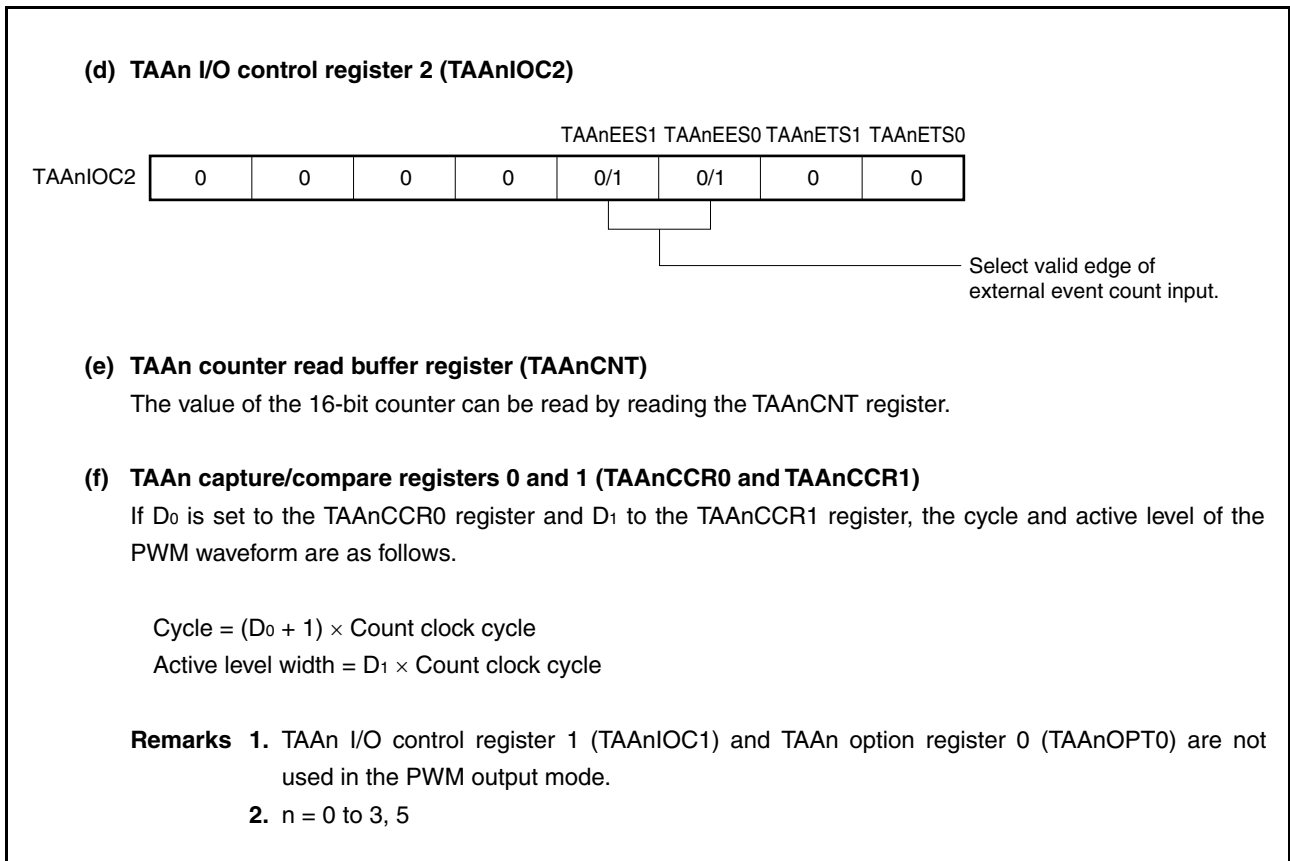 (d) TAAn I/O control register 2 (TAAnIOC2)
TAAnEES1 TAAnEES0 TAAnETS1 TAAnETS0
TAAnIOC2 0 0 0 0 0/1 0/1 0 0
Select valid edge of
external event count input.
(e) TAAn counter read buffer register (TAAnCNT)
The value of the 16-bit counter can be read by reading the TAAnCNT register.
(f) TAAn capture/compare registers 0 and 1 (TAAnCCR0 and TAAnCCR1)
If D0 is set to the TAAnCCR0 register and D1 to the TAAnCCR1 register, the cycle and active level of the
PWM waveform are as follows.
Cycle = (D0 + 1) × Count clock cycle
Active level width = D1 × Count clock cycle
Remarks 1. TAAn I/O control register 1 (TAAnIOC1) and TAAn option register 0 (TAAnOPT0) are not
used in the PWM output mode.
2. n = 0 to 3, 5